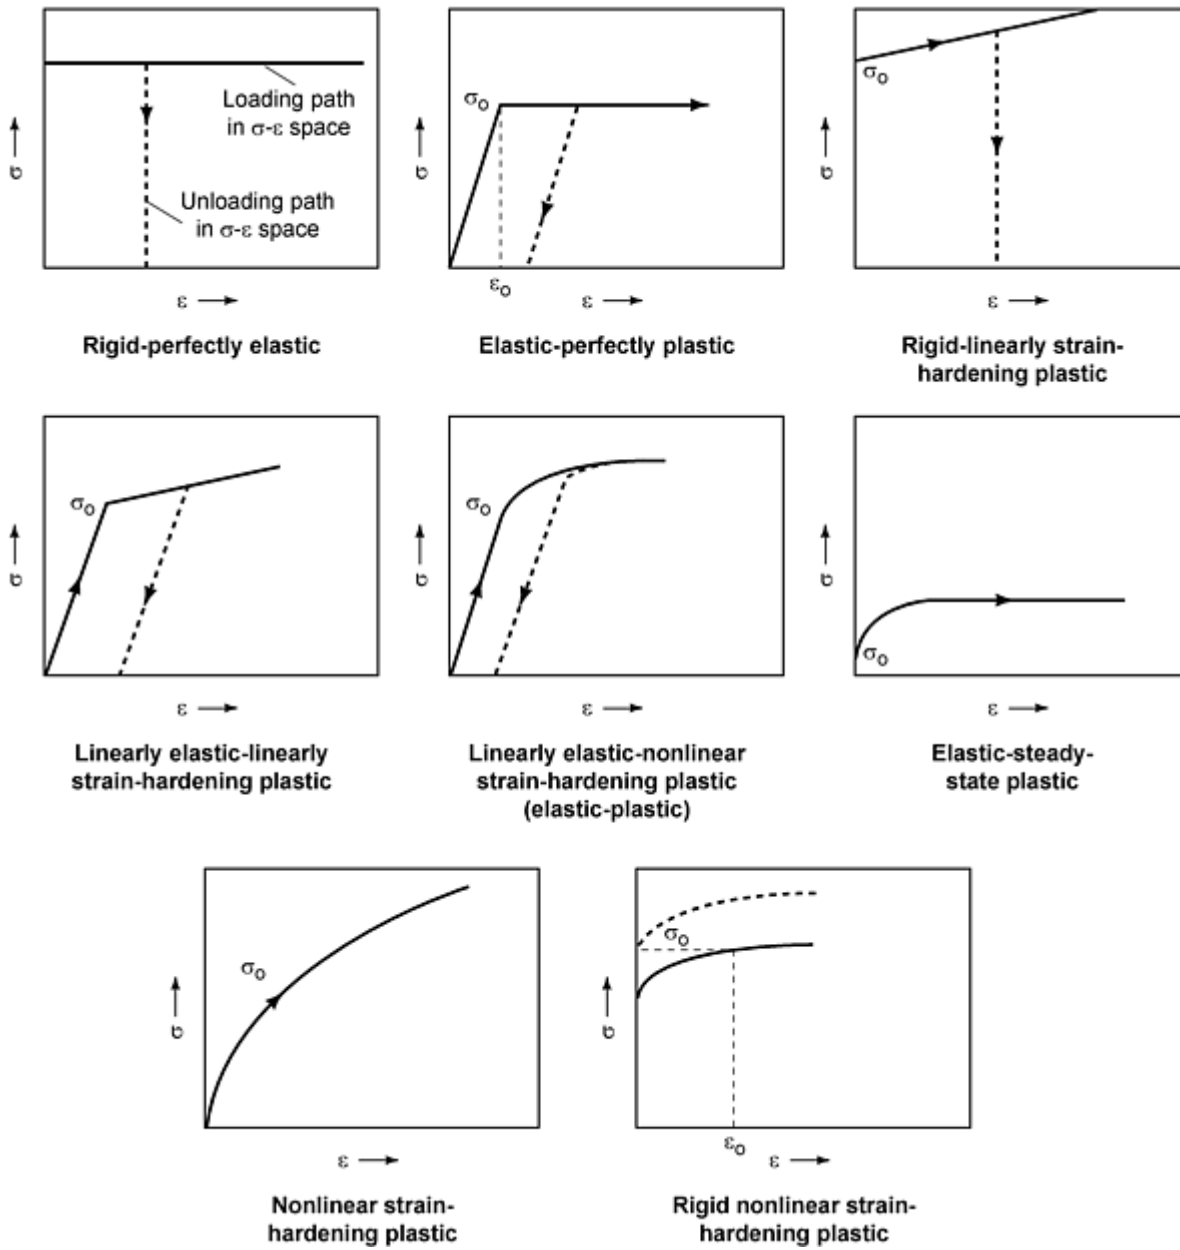 Loading path
in σ-ε space
Unloading path
in σ-ε space
σ
ε
Rigid-perfectly elastic
σo
σ
εo
ε
Elastic-perfectly plastic
σo
σ
ε
Rigid-linearly strain-
hardening plastic
σo
σ
ε
Linearly elastic-linearly
strain-hardening plastic
σo
σ
ε
Linearly elastic-nonlinear
strain-hardening plastic
(elastic-plastic)
σ
σo
ε
Elastic-steady-
state plastic
σo
σ
ε
Nonlinear strain-
hardening plastic
σo
σ
εo
ε
Rigid nonlinear strain-
hardening plastic